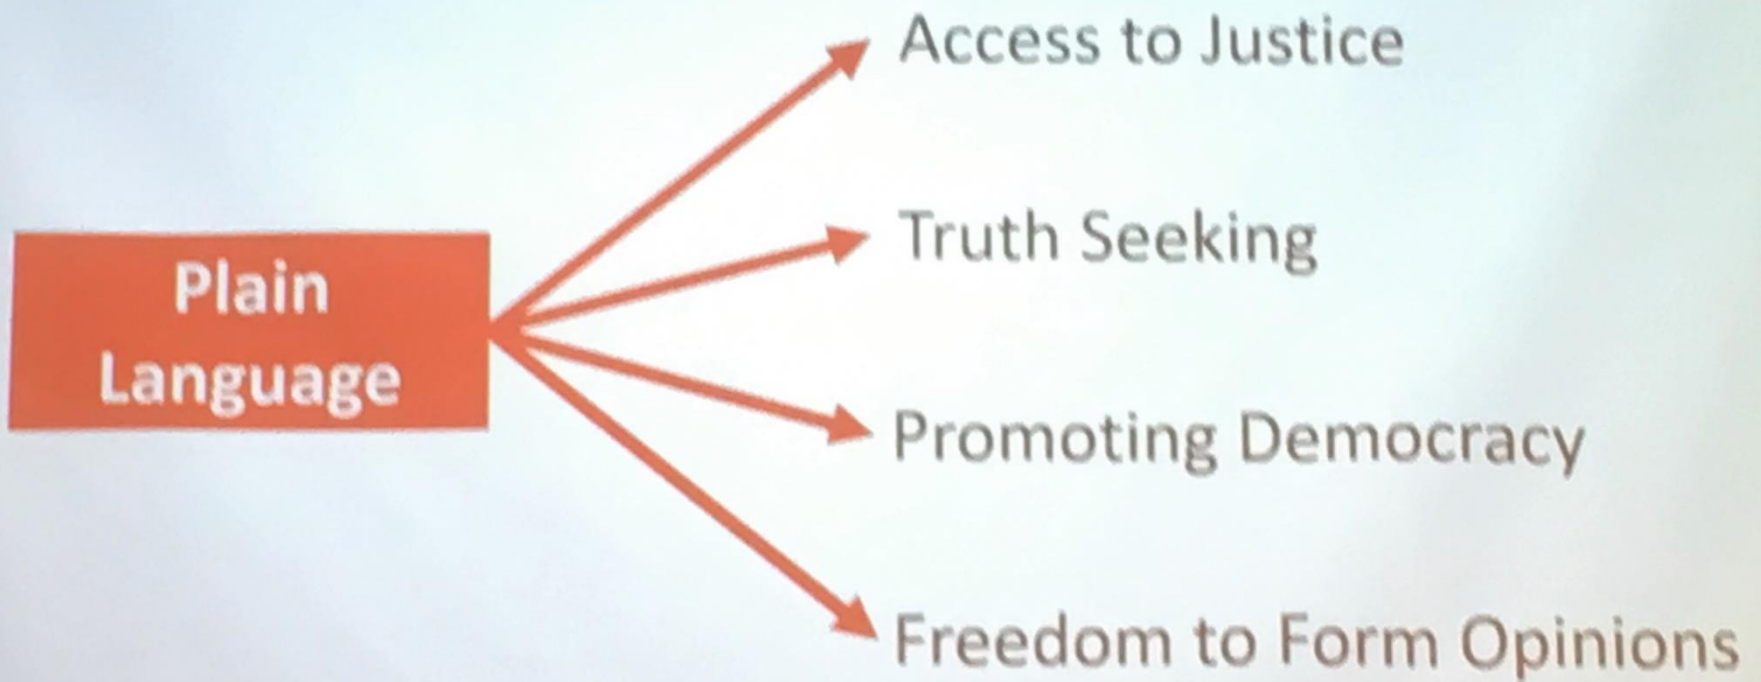 Access to Justice
Truth Seeking
Plain
Language
Promoting Democracy
Freedom to Form Opinions